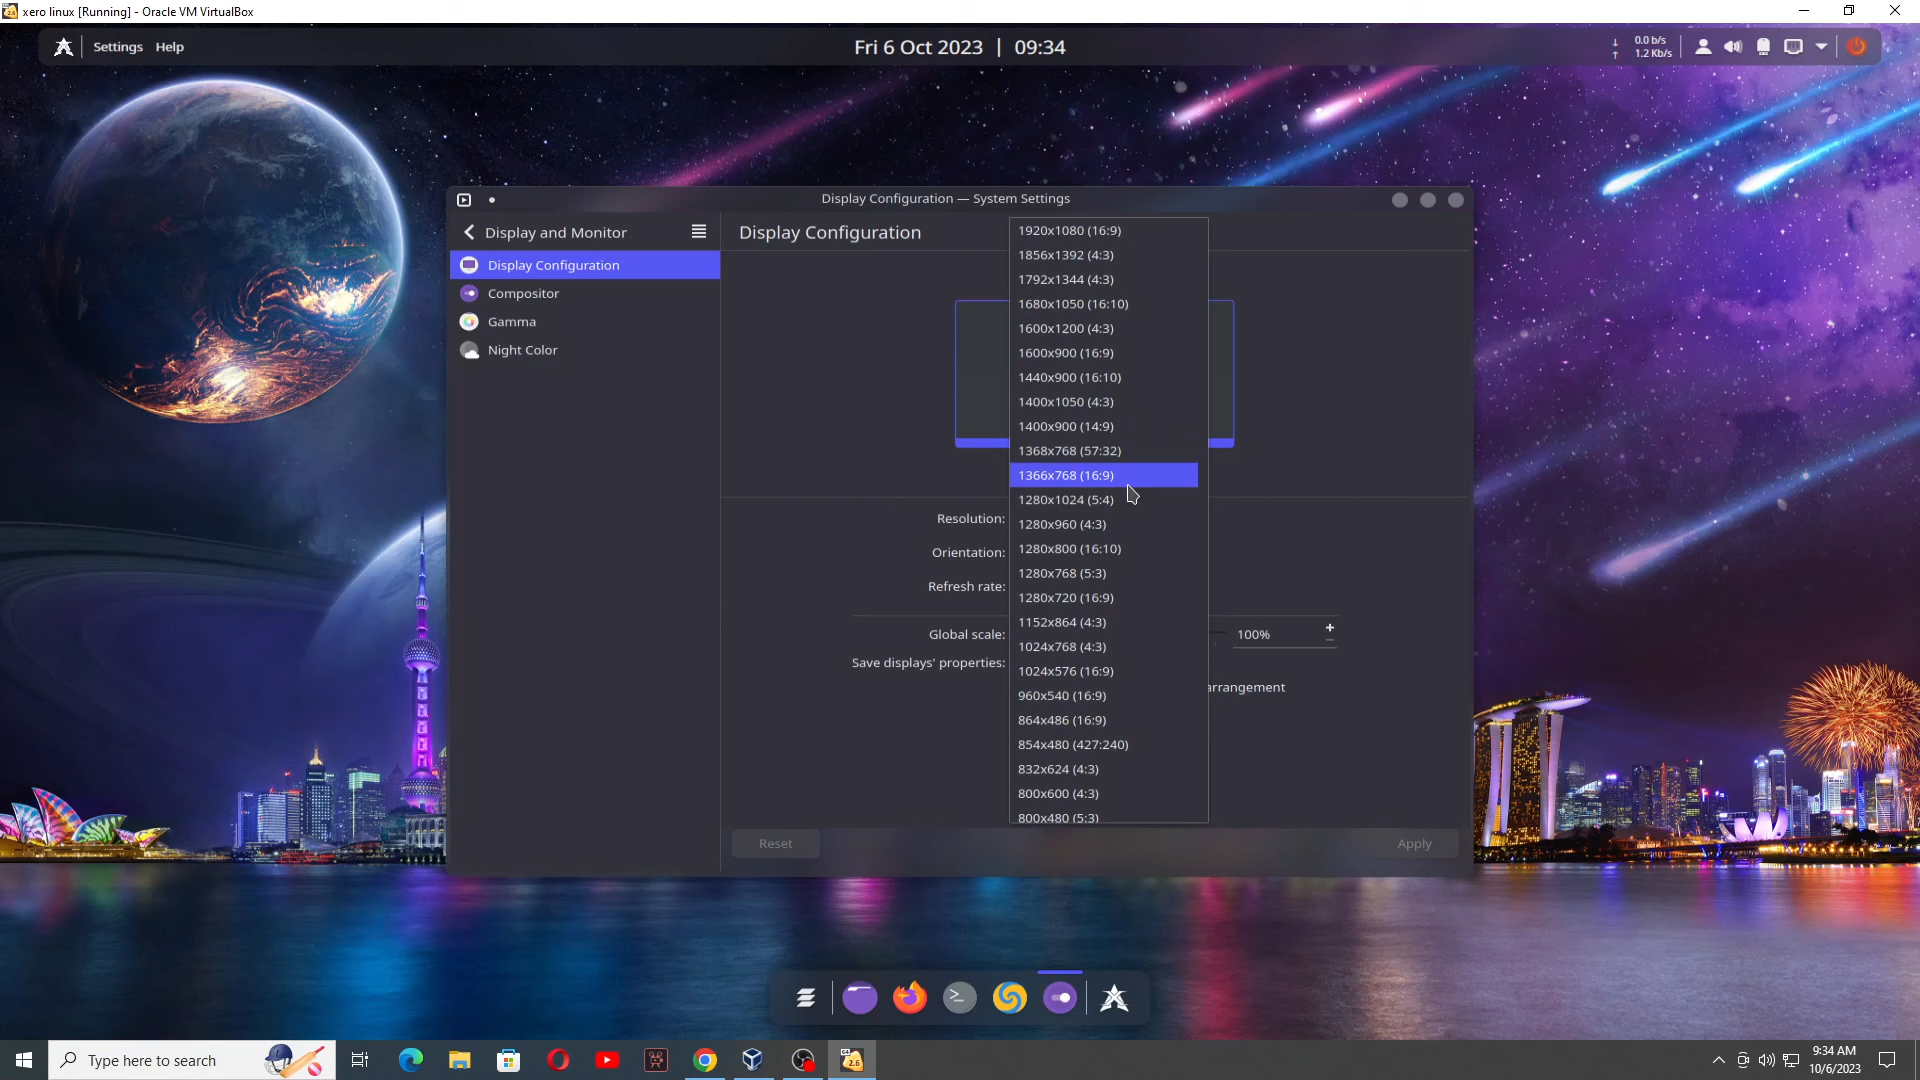 xero linux [Running] - Oracle VM VirtualBox
Settings Help
Fri 6 Oct 2023 | 09:34
0.0 b/s
1.2 Kb/s
Display Configuration — System Settings
Display and Monitor
Display Configuration
Compositor
Gamma
Night Color
Display Configuration
1920x1080 (16:9)
1856x1392 (4:3)
1792x1344 (4:3)
1680x1050 (16:10)
1600x1200 (4:3)
1600x900 (16:9)
1440x900 (16:10)
1400x1050 (4:3)
1400x900 (14:9)
1368x768 (57:32)
1366x768 (16:9)
1280x1024 (5:4)
1280x960 (4:3)
1280x800 (16:10)
1280x768 (5:3)
1280x720 (16:9)
1152x864 (4:3)
1024x768 (4:3)
1024x576 (16:9)
960x540 (16:9)
864x486 (16:9)
854x480 (427:240)
832x624 (4:3)
800x600 (4:3)
800x480 (5:3)
Resolution:
Orientation:
Refresh rate:
Global scale:
100%
Save displays' properties:
arrangement
Reset
Apply
Type here to search
64
2.6
9:34 AM
10/6/2023